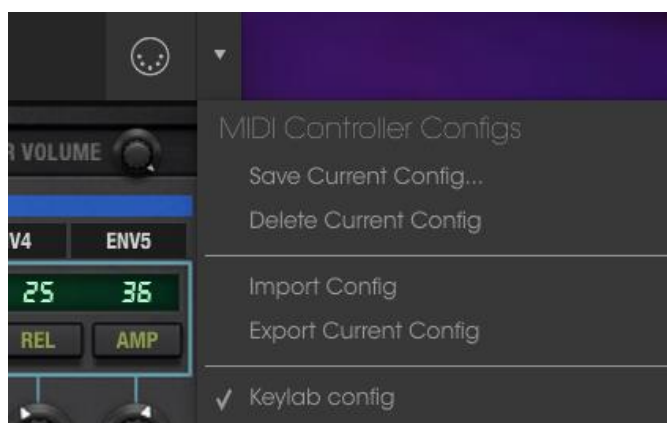 MIDI Controller Configs
R VOLUME
Save Current Config...
Delete Current Config
V4 ENV5
25 36
Import Config
Export Current Config
REL AMP
Keylab config